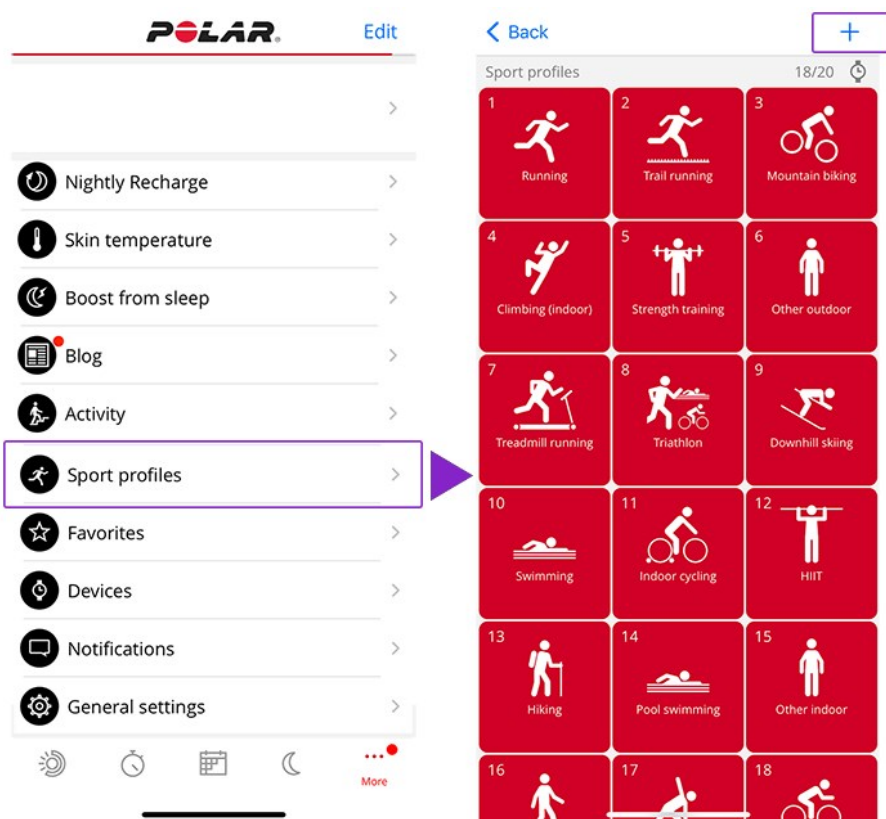 POLAR.
Edit
Nightly Recharge
Skin temperature
Boost from sleep
Blog
Activity
Sport profiles
Favorites
Devices
Notifications
General settings
More
Back
Sport profiles 18/20
1 2 3
Running Trail running Mountain biking
4 5 6
Climbing (indoor) Strength training Other outdoor
7 8 9
Treadmill running Triathlon Downhill skiing
10 11 12
Swimming Indoor cycling HIIT
13 14 15
Hiking Pool swimming Other indoor
16 17 18